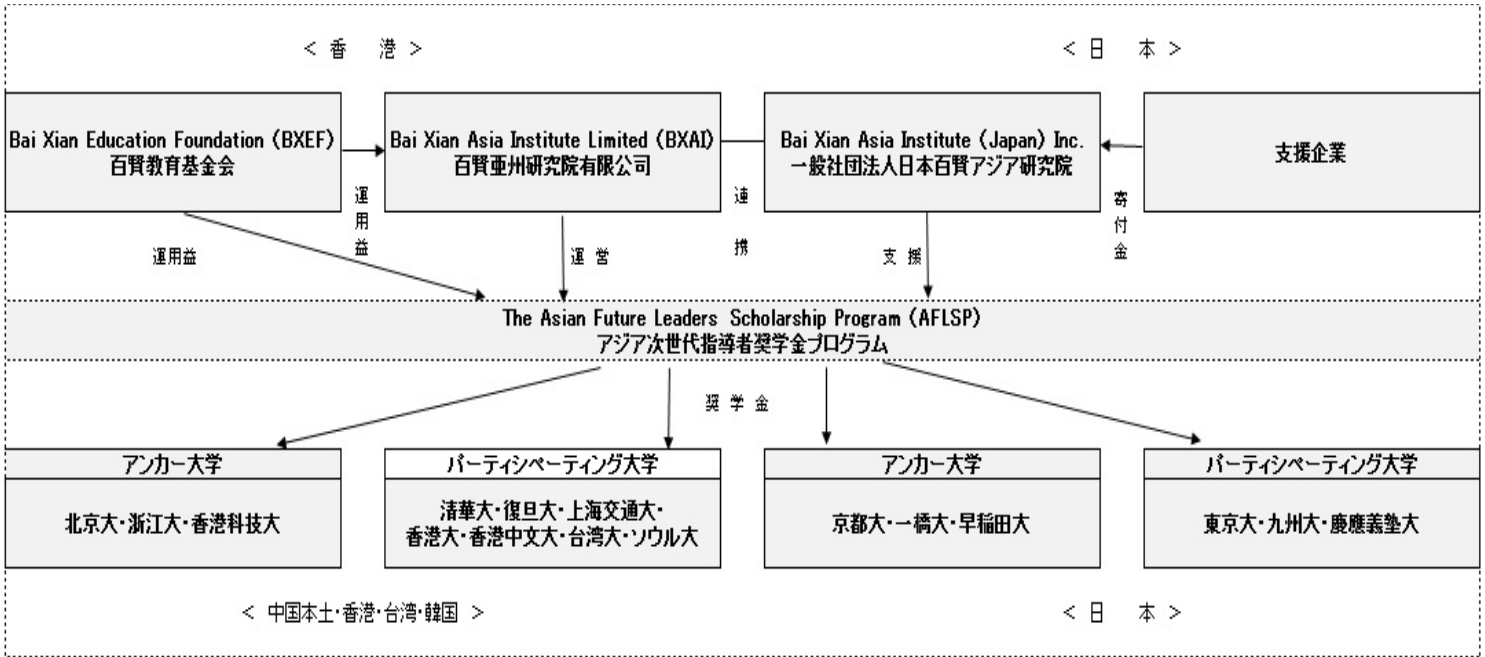 < 香 港 >
< 日 本 >
Bai Xian Education Foundation (BXEF)
百賢教育基金会
Bai Xian Asia Institute Limited (BXAI)
百賢亜州研究院有限公司
Bai Xian Asia Institute (Japan) Inc.
一般社団法人日本百賢アジア研究院
支援企業
運用益
運用益
運営
連携
支援
寄付金
The Asian Future Leaders Scholarship Program (AFLSP)
アジア次世代指導者奨学金プログラム
奨学金
アンカー大学
北京大・浙江大・香港科技大
パーティシペーティング大学
清華大・復旦大・上海交通大・
香港大・香港中文大・台湾大・ソウル大
アンカー大学
京都大・一橋大・早稲田大
パーティシペーティング大学
東京大・九州大・慶應義塾大
< 中国本土・香港・台湾・韓国 >
< 日 本 >